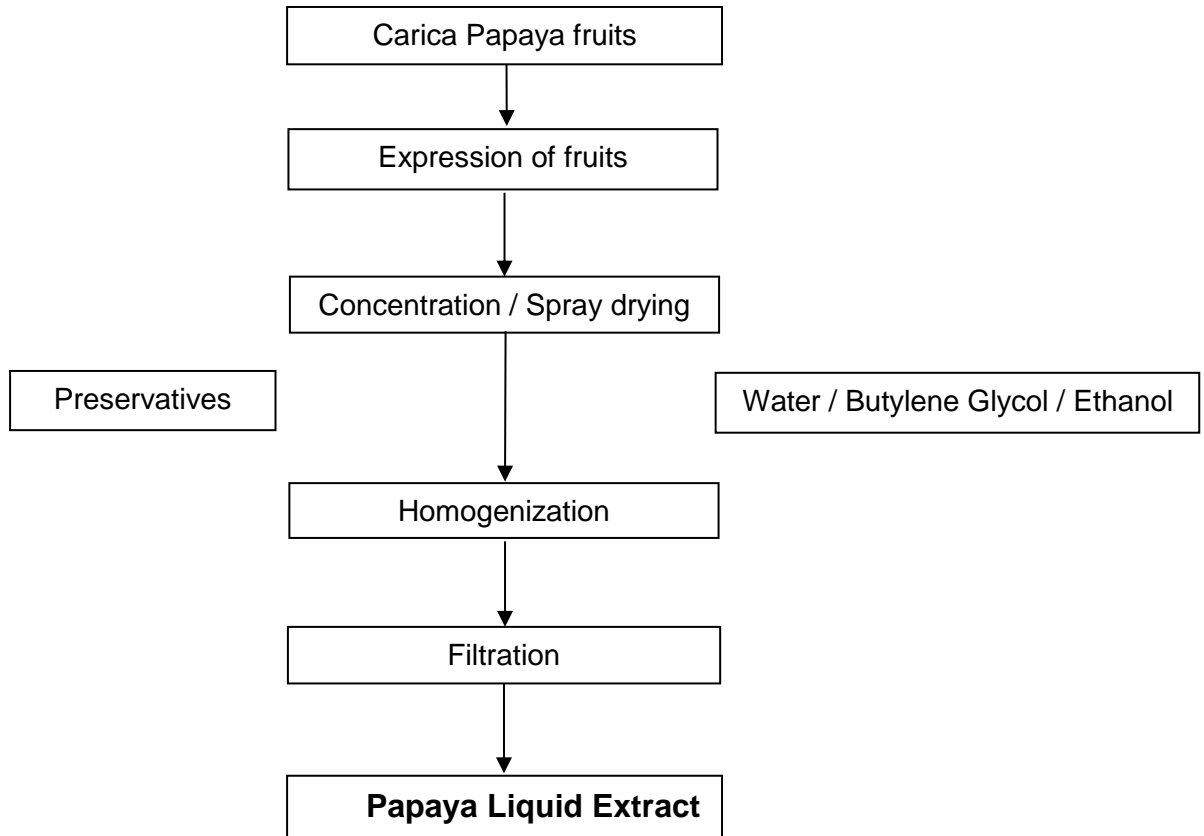 Carica Papaya fruits
Expression of fruits
Concentration / Spray drying
Preservatives
Water / Butylene Glycol / Ethanol
Homogenization
Filtration
Papaya Liquid Extract